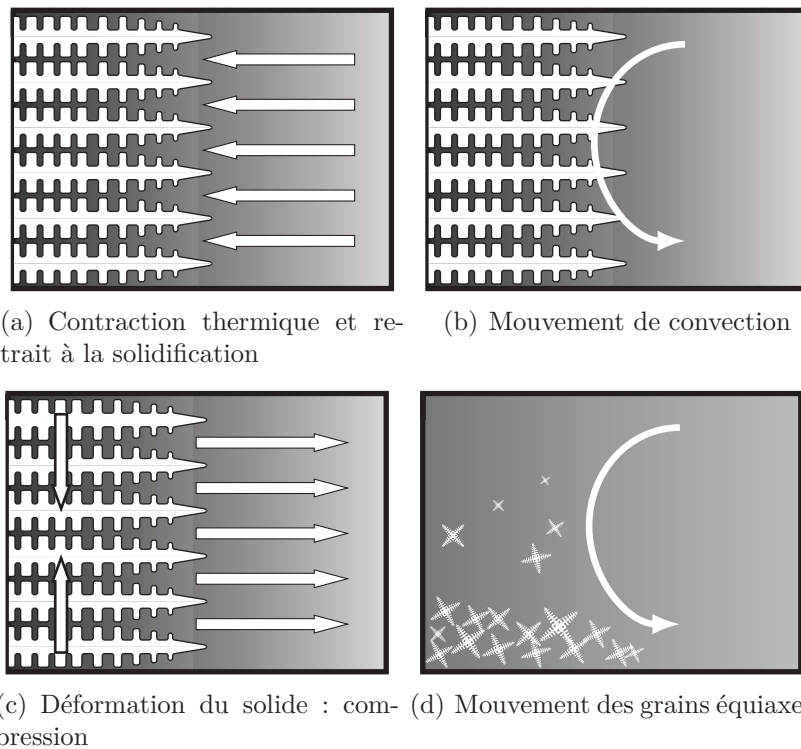 (a) Contraction thermique et re-
trait à la solidification
(b) Mouvement de convection
(c) Déformation du solide : com-
pression
(d) Mouvement des grains équiaxe